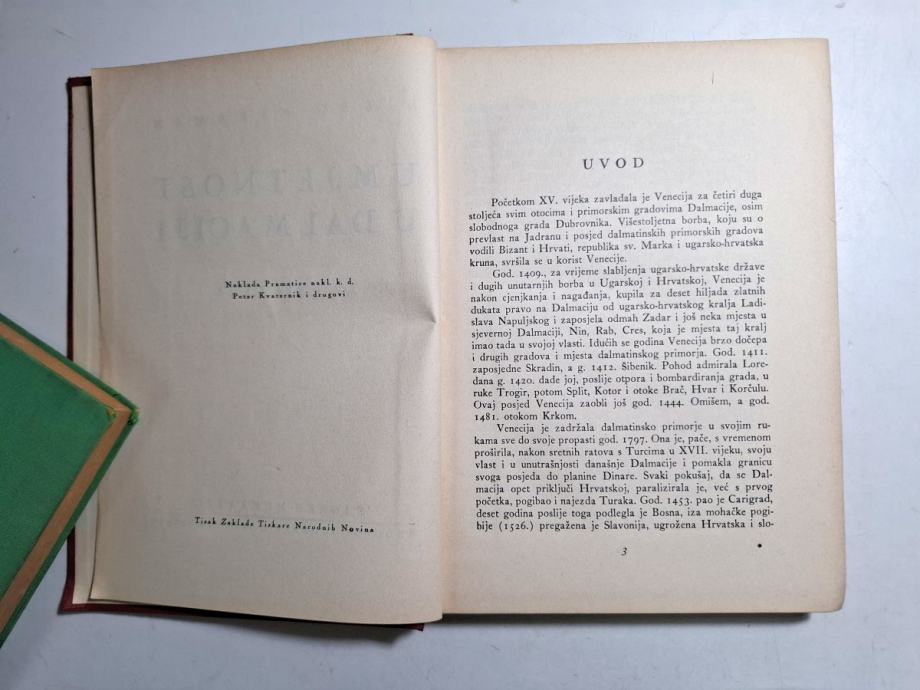 Naklada Pramatice nakl. k. d.
Petar Kvaternik i drugovi
Tisak Zaklade Tiskare Narodnih Novina
UVOD
Početkom XV. vijeka zavladala je Venecija za četiri duga
stoljeća svim otocima i primorskim gradovima Dalmacije, osim
slobodnoga grada Dubrovnika. Višestoljetna borba, koju su o
prevlast na Jadranu i posjed dalmatinskih primorskih gradova
vodili Bizant i Hrvati, republika sv. Marka i ugarsko-hrvatska
kruna, svršila se u korist Venecije.
God. 1409., za vrijeme slabljenja ugarsko-hrvatske države
i dugih unutarnjih borba u Ugarskoj i Hrvatskoj, Venecija je
nakon cjenjkanja i nagađanja, kupila za deset hiljada zlatnih
dukata pravo na Dalmaciju od ugarsko-hrvatskog kralja Ladi-
slava Napuljskog i zaposjela odmah Zadar i još neka mjesta u
sjevernoj Dalmaciji, Nin, Rab, Cres, koja je mjesta taj kralj
imao tada u svojoj vlasti. Idućih se godina Venecija brzo dočepa
i drugih gradova i mjesta dalmatinskog primorja. God. 1411.
zaposjedne Skradin, a g. 1412. Šibenik. Pohod admirala Lore-
dana g. 1420. dade joj, poslije otpora i bombardiranja grada, u
ruke Trogir, potom Split, Kotor i otoke Brač, Hvar i Korčulu.
Ovaj posjed Venecija zaobli još god. 1444. Omišem, a god.
1481. otokom Krkom.
Venecija je zadržala dalmatinsko primorje u svojim ru-
kama sve do svoje propasti god. 1797. Ona je, pače, s vremenom
proširila, nakon sretnih ratova s Turcima u XVII. vijeku, svoju
vlast i u unutrašnjosti današnje Dalmacije i pomakla granicu
svoga posjeda do planine Dinare. Svaki pokušaj, da se Dal-
macija opet priključi Hrvatskoj, paralizirala je, već s prvog
početka, pogibao i najezda Turaka. God. 1453. pao je Carigrad,
deset godina poslije toga podlegla je Bosna, iza mohačke pogi-
bije (1526.) pregažena je Slavonija, ugrožena Hrvatska i slo-
3 *